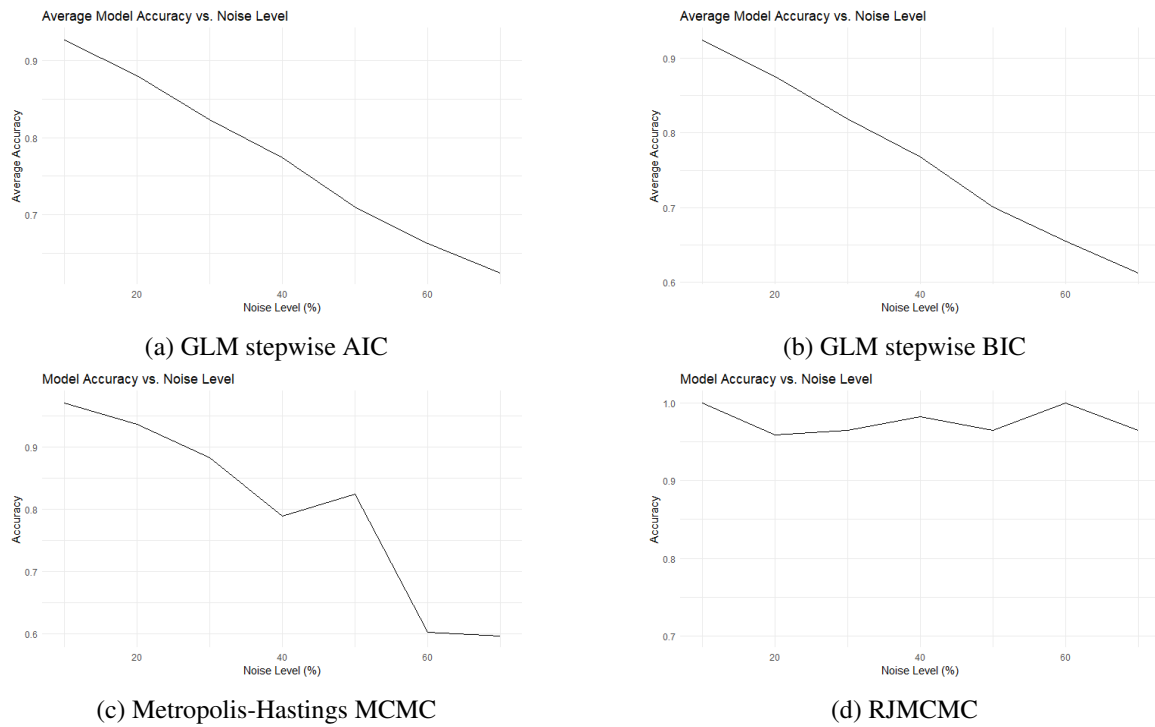 Average Model Accuracy vs. Noise Level
0.9
0.8
0.7
Average Accuracy
20 40 60
Noise Level (%)
(a) GLM stepwise AIC
Average Model Accuracy vs. Noise Level
0.9
0.8
0.7
0.6
Average Accuracy
20 40 60
Noise Level (%)
(b) GLM stepwise BIC
Model Accuracy vs. Noise Level
0.9
0.8
0.7
0.6
Accuracy
20 40 60
Noise Level (%)
(c) Metropolis-Hastings MCMC
Model Accuracy vs. Noise Level
1.0
0.9
0.8
0.7
Accuracy
20 40 60
Noise Level (%)
(d) RJMCMC